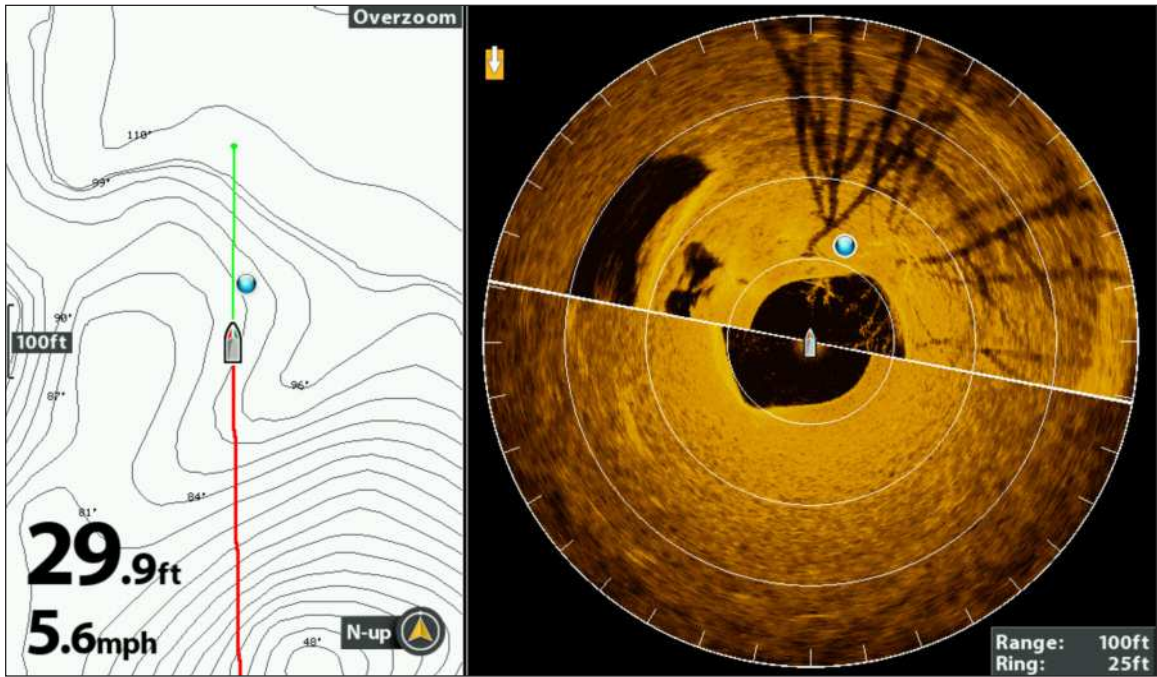 Overzoom
110"
99"
90"
100ft
96"
87"
84"
81"
29.9ft
5.6mph
N-up
48"
Range: 100ft
Ring: 25ft